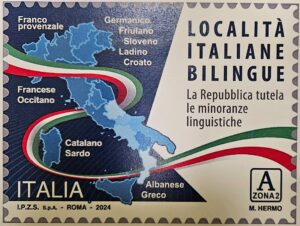 Franco
provenzale
Germanico
Friulano
Sloveno
Ladino
Croato
LOCALITÀ
ITALIANE
BILINGUE
La Repubblica tutela
le minoranze
linguistiche
Francese
Occitano
Catalano
Sardo
Albanese
Greco
ITALIA
A
ZONA 2
I.P.Z.S. S.p.A. - ROMA - 2024
M. HERMO